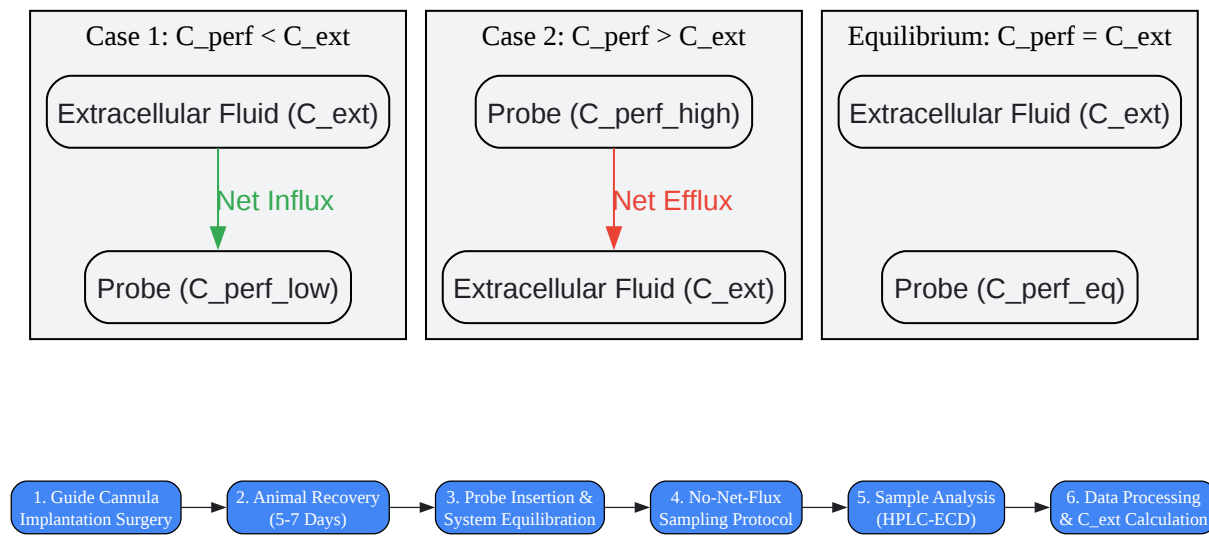 Case 1: C_perf < C_ext
Extracellular Fluid (C_ext)
Net Influx
Probe (C_perf_low)
Case 2: C_perf > C_ext
Probe (C_perf_high)
Net Efflux
Extracellular Fluid (C_ext)
Equilibrium: C_perf = C_ext
Extracellular Fluid (C_ext)
Probe (C_perf_eq)
1. Guide Cannula
Implantation Surgery
2. Animal Recovery
(5-7 Days)
3. Probe Insertion &
System Equilibration
4. No-Net-Flux
Sampling Protocol
5. Sample Analysis
(HPLC-ECD)
6. Data Processing
& C_ext Calculation